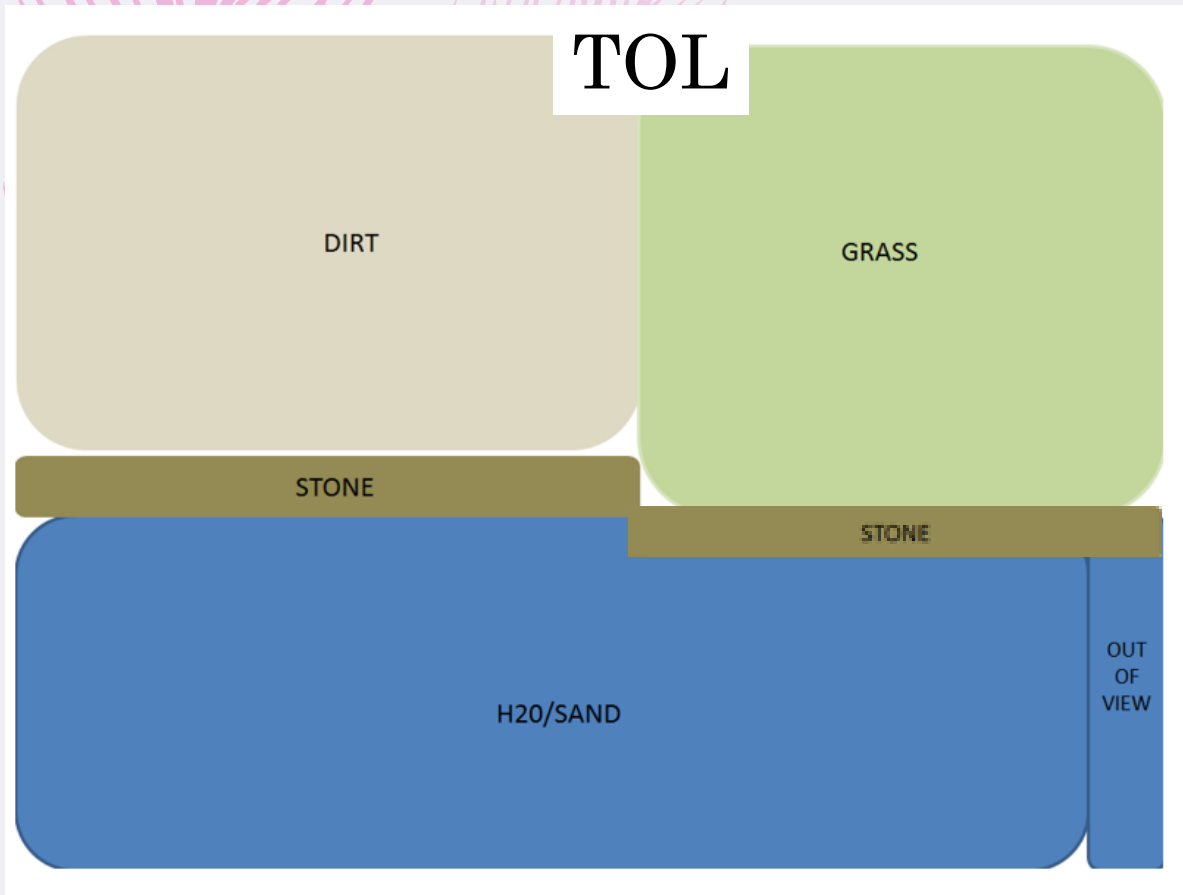 TOL
DIRT
GRASS
STONE
STONE
H20/SAND
OUT
OF
VIEW